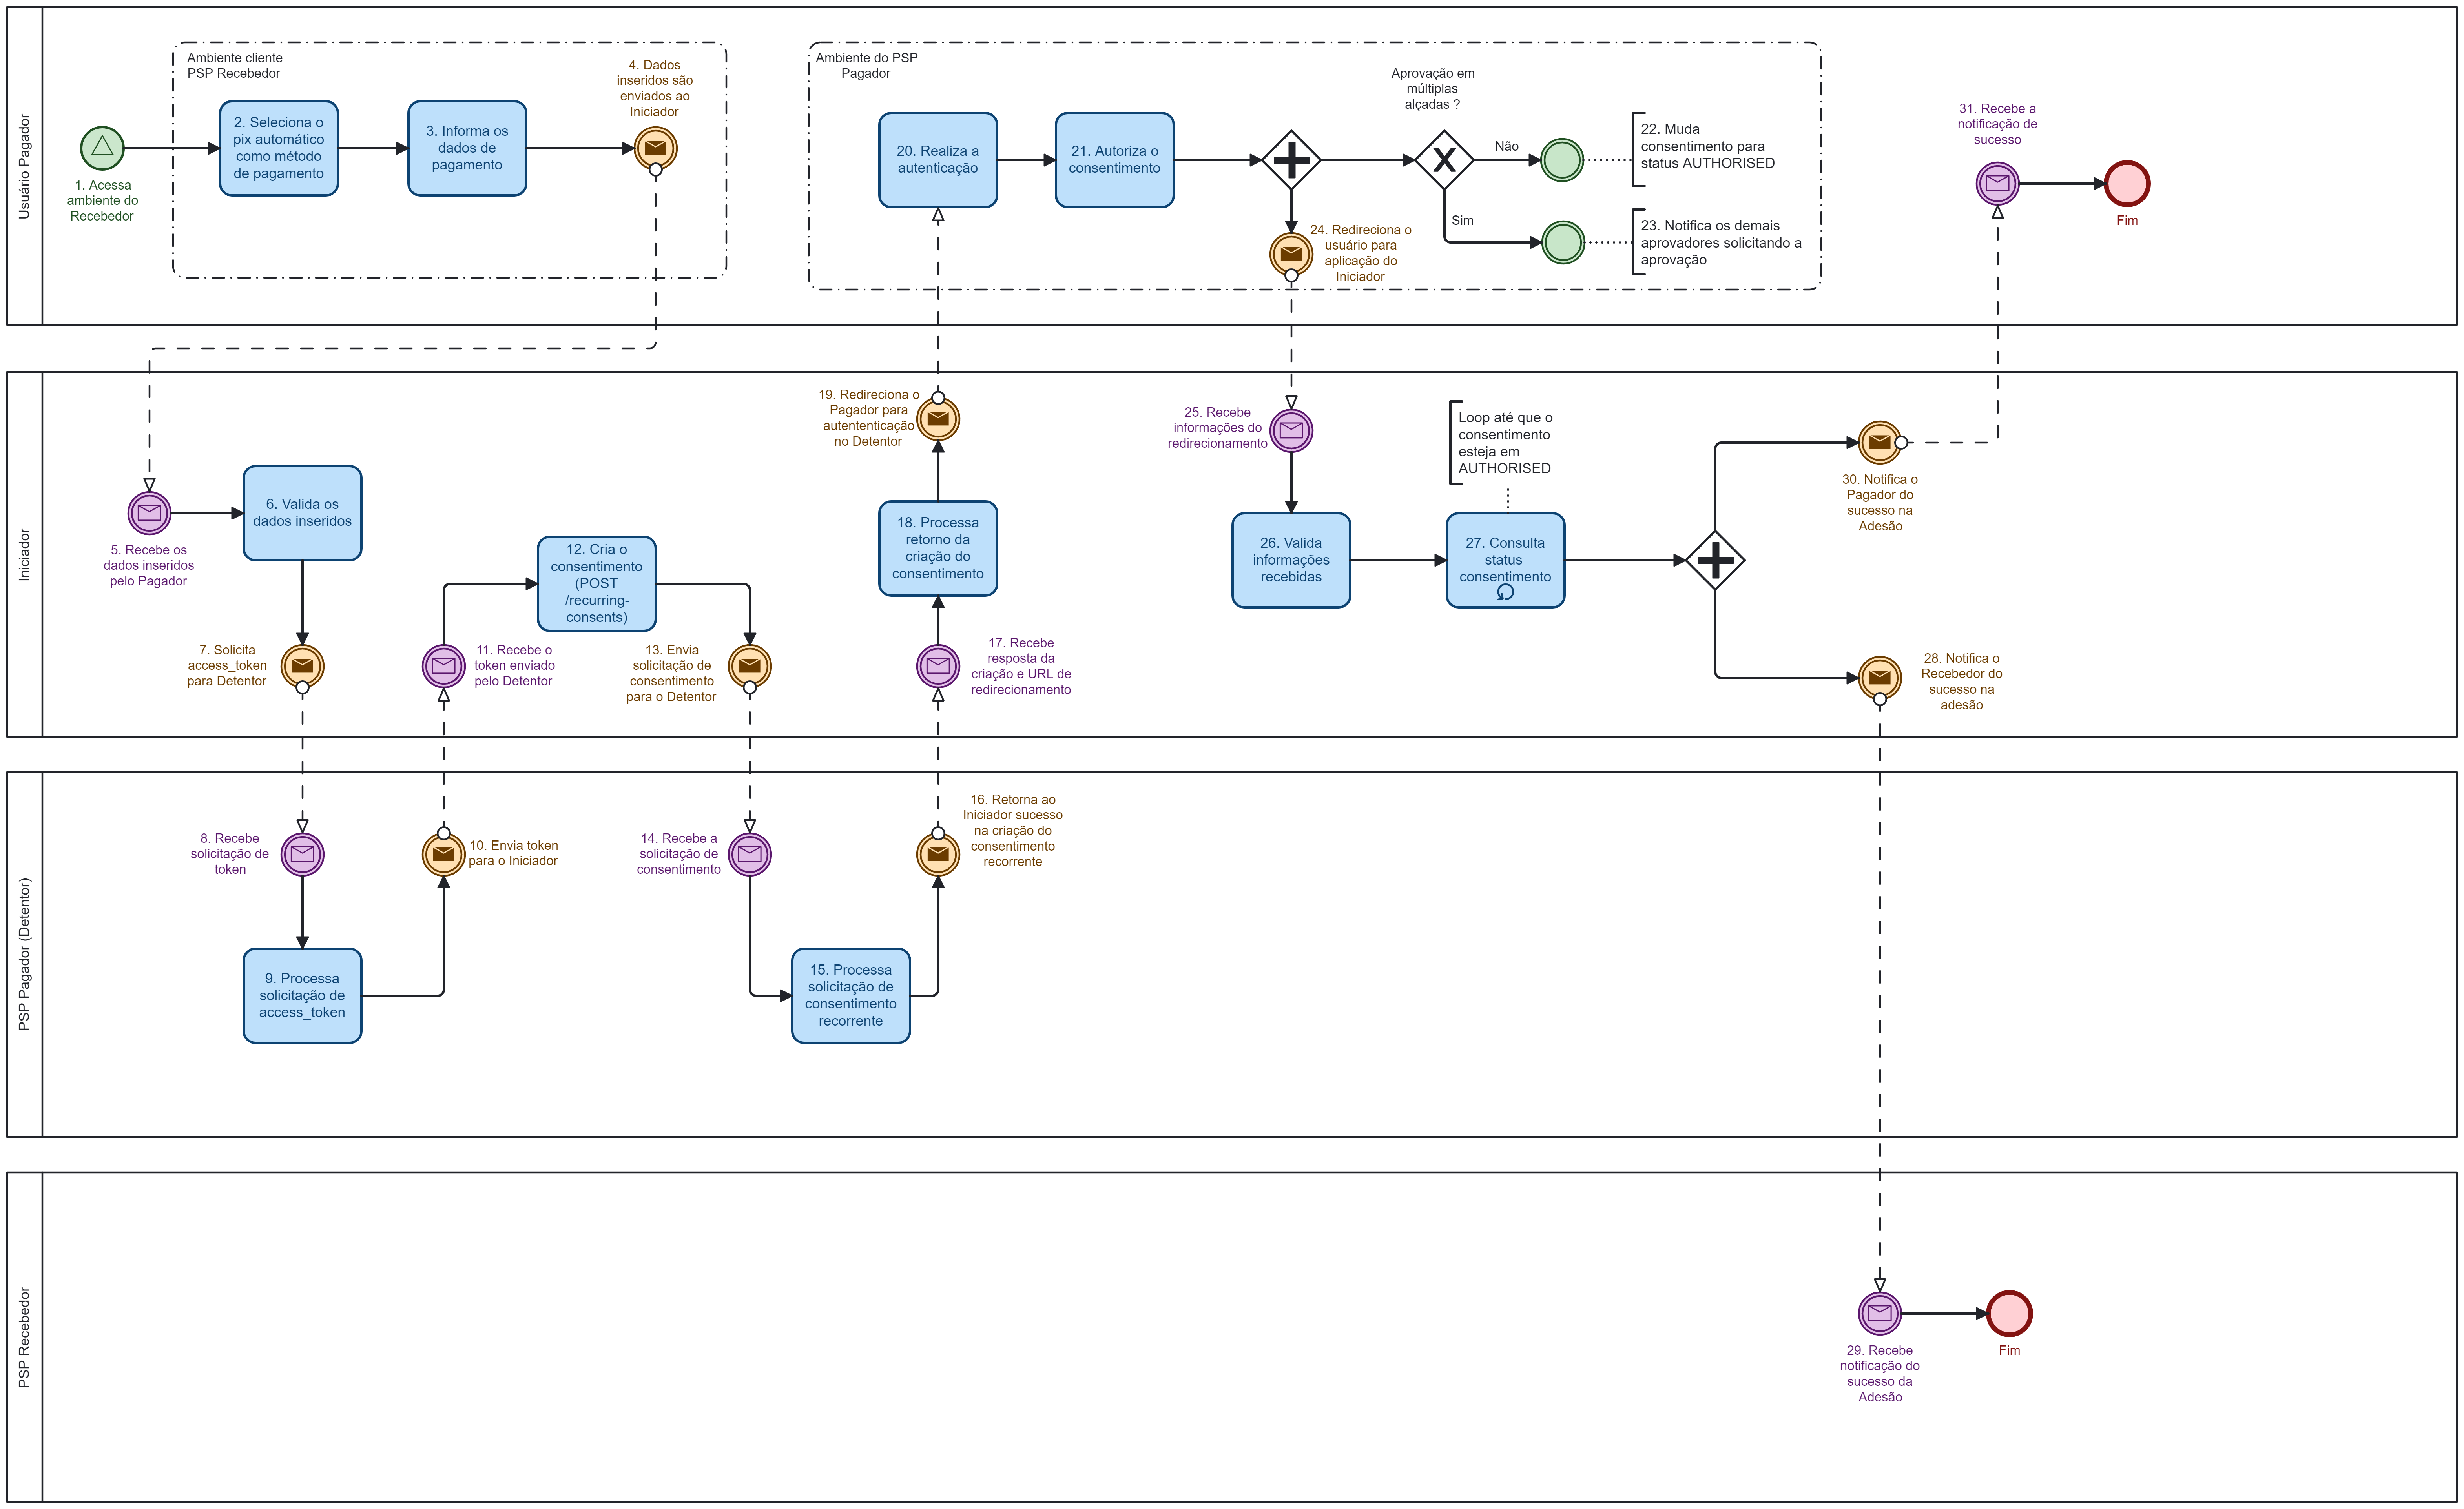 Usuário Pagador
Ambiente cliente
PSP Recebedor
1. Acessa
ambiente do
Recebedor
2. Seleciona o
pix automático
como método
de pagamento
3. Informa os
dados de
pagamento
4. Dados
inseridos são
enviados ao
Iniciador
Ambiente do PSP
Pagador
20. Realiza a
autenticação
21. Autoriza o
consentimento
Aprovação em
múltiplas
alçadas ?
Não
Sim
22. Muda
consentimento para
status AUTHORISED
23. Notifica os demais
aprovadores solicitando a
aprovação
24. Redireciona o
usuário para
aplicação do
Iniciador
31. Recebe a
notificação de
sucesso
Fim
Iniciador
5. Recebe os
dados inseridos
pelo Pagador
6. Valida os
dados inseridos
7. Solicita
access_token
para Detentor
11. Recebe o
token enviado
pelo Detentor
12. Cria o
consentimento
(POST
/recurring-
consents)
13. Envia
solicitação de
consentimento
para o Detentor
19. Redireciona o
Pagador para
autententicação
no Detentor
18. Processa
retorno da
criação do
consentimento
17. Recebe
resposta da
criação e URL de
redirecionamento
25. Recebe
informações do
redirecionamento
26. Valida
informações
recebidas
Loop até que o
consentimento
esteja em
AUTHORISED
27. Consulta
status
consentimento
30. Notifica o
Pagador do
sucesso na
Adesão
28. Notifica o
Recebedor do
sucesso na
adesão
PSP Pagador (Detentor)
8. Recebe
solicitação de
token
9. Processa
solicitação de
access_token
10. Envia token
para o Iniciador
14. Recebe a
solicitação de
consentimento
15. Processa
solicitação de
consentimento
recorrente
16. Retorna ao
Iniciador sucesso
na criação do
consentimento
recorrente
PSP Recebedor
29. Recebe
notificação do
sucesso da
Adesão
Fim